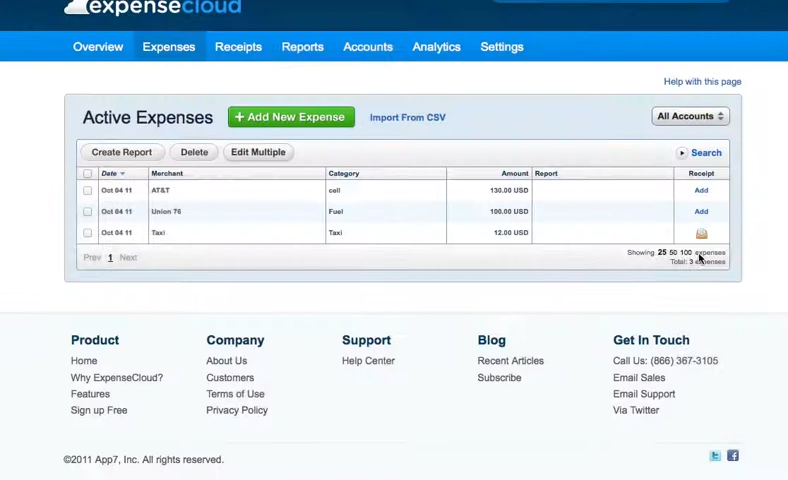 expensecloud
Overview Expenses Receipts Reports Accounts Analytics Settings
Help with this page
Active Expenses + Add New Expense Import From CSV All Accounts
Create Report Delete Edit Multiple Search
Date Merchant Category Amount Report Receipt
Oct 04 11 AT&T cell 130.00 USD Add
Oct 04 11 Union 76 Fuel 100.00 USD Add
Oct 04 11 Taxi Taxi 12.00 USD
Prev 1 Next Showing 25 50 100 expenses
Total: 3 expenses
Product Company Support Blog Get In Touch
Home About Us Help Center Recent Articles Call Us: (866) 367-3105
Why ExpenseCloud? Customers Subscribe Email Sales
Features Terms of Use Email Support
Sign up Free Privacy Policy Via Twitter
©2011 App7, Inc. All rights reserved.